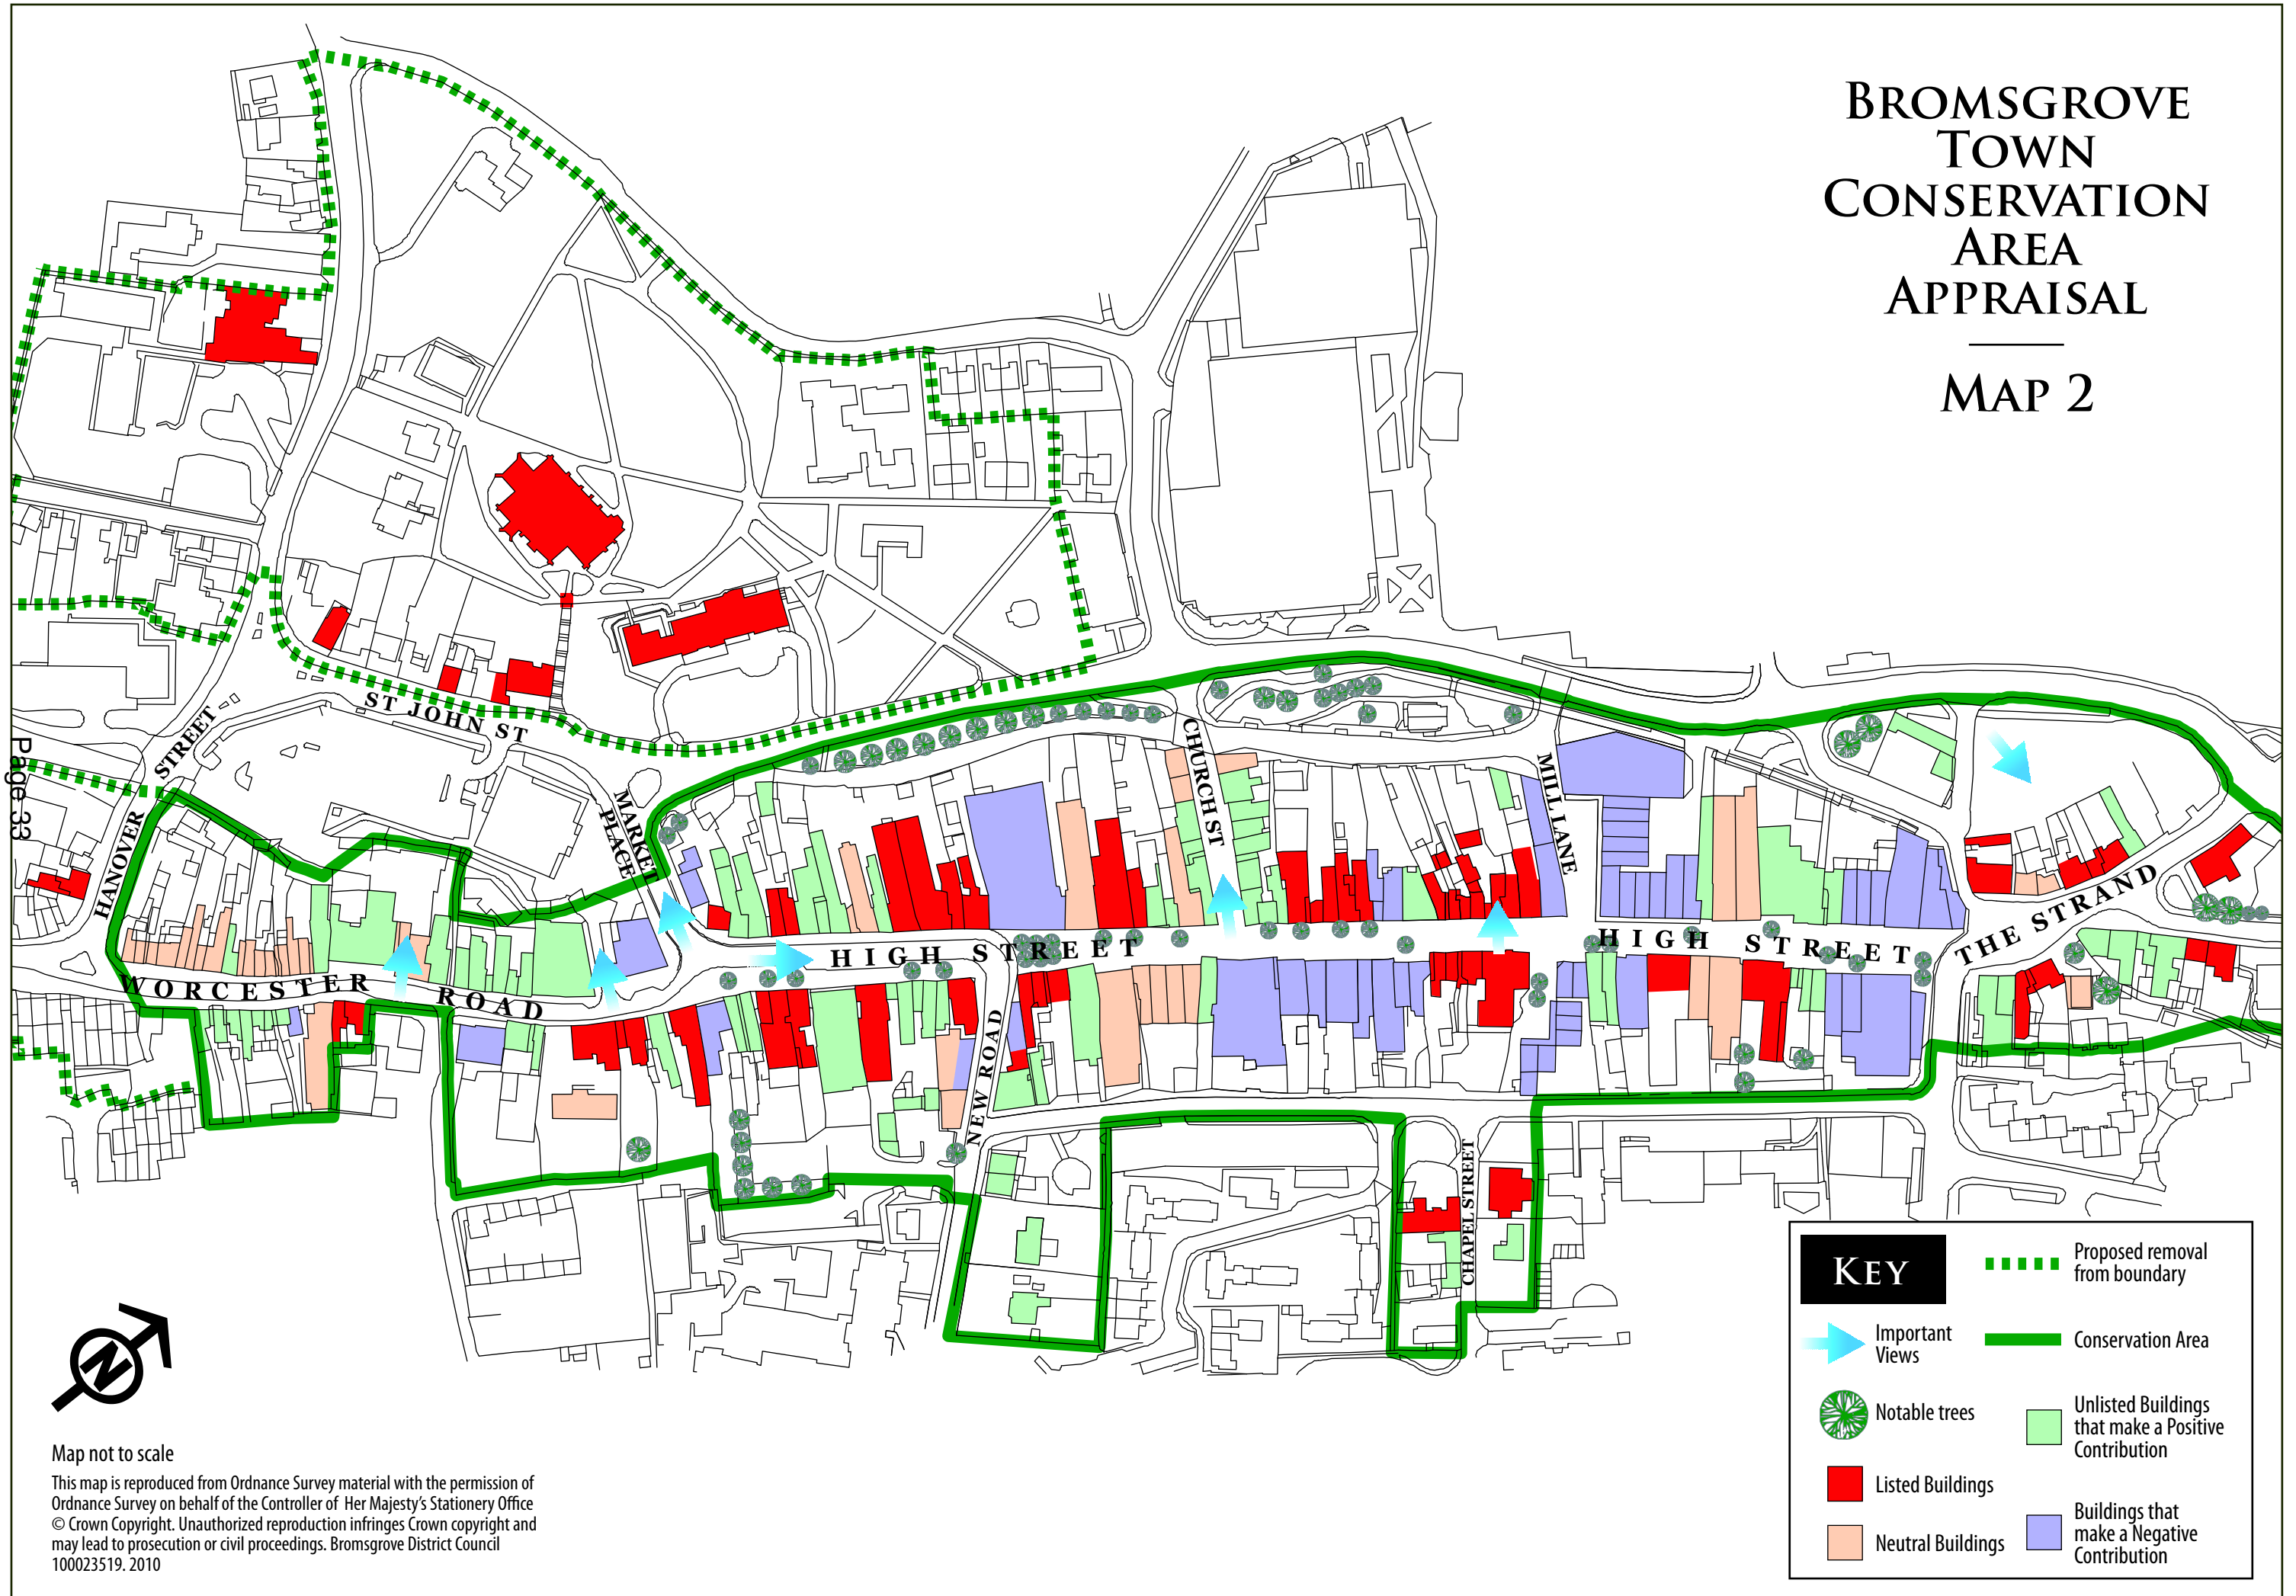 BROMSGROVE
TOWN
CONSERVATION
AREA
APPRAISAL
MAP 2
ST JOHN ST
HANOVER
STREET
Page 33
MARKET
PLACE
CHURCH ST
MILL LANE
HIGH STREET
HIGH STREET
THE STRAND
WORCESTER
ROAD
NEW ROAD
CHAPEL STREET
KEY
Proposed removal
from boundary
Important
Views
Conservation Area
Notable trees
Unlisted Buildings
that make a Positive
Contribution
Listed Buildings
Neutral Buildings
Buildings that
make a Negative
Contribution
N
Map not to scale
This map is reproduced from Ordnance Survey material with the permission of
Ordnance Survey on behalf of the Controller of Her Majesty's Stationery Office
© Crown Copyright. Unauthorized reproduction infringes Crown copyright and
may lead to prosecution or civil proceedings. Bromsgrove District Council
100023519. 2010